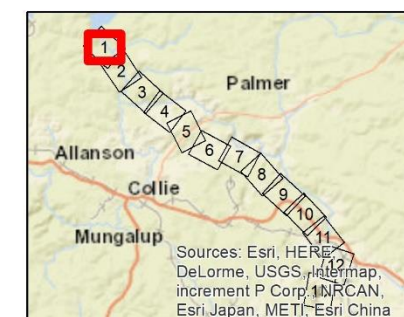 1
2
3
4
5
6
7
8
9
10
11
12
Palmer
Allanson
Collie
Mungalup
Sources: Esri, HERE,
DeLorme, USGS, Intermap,
increment P Corp., NRCAN,
Esri Japan, METI, Esri China